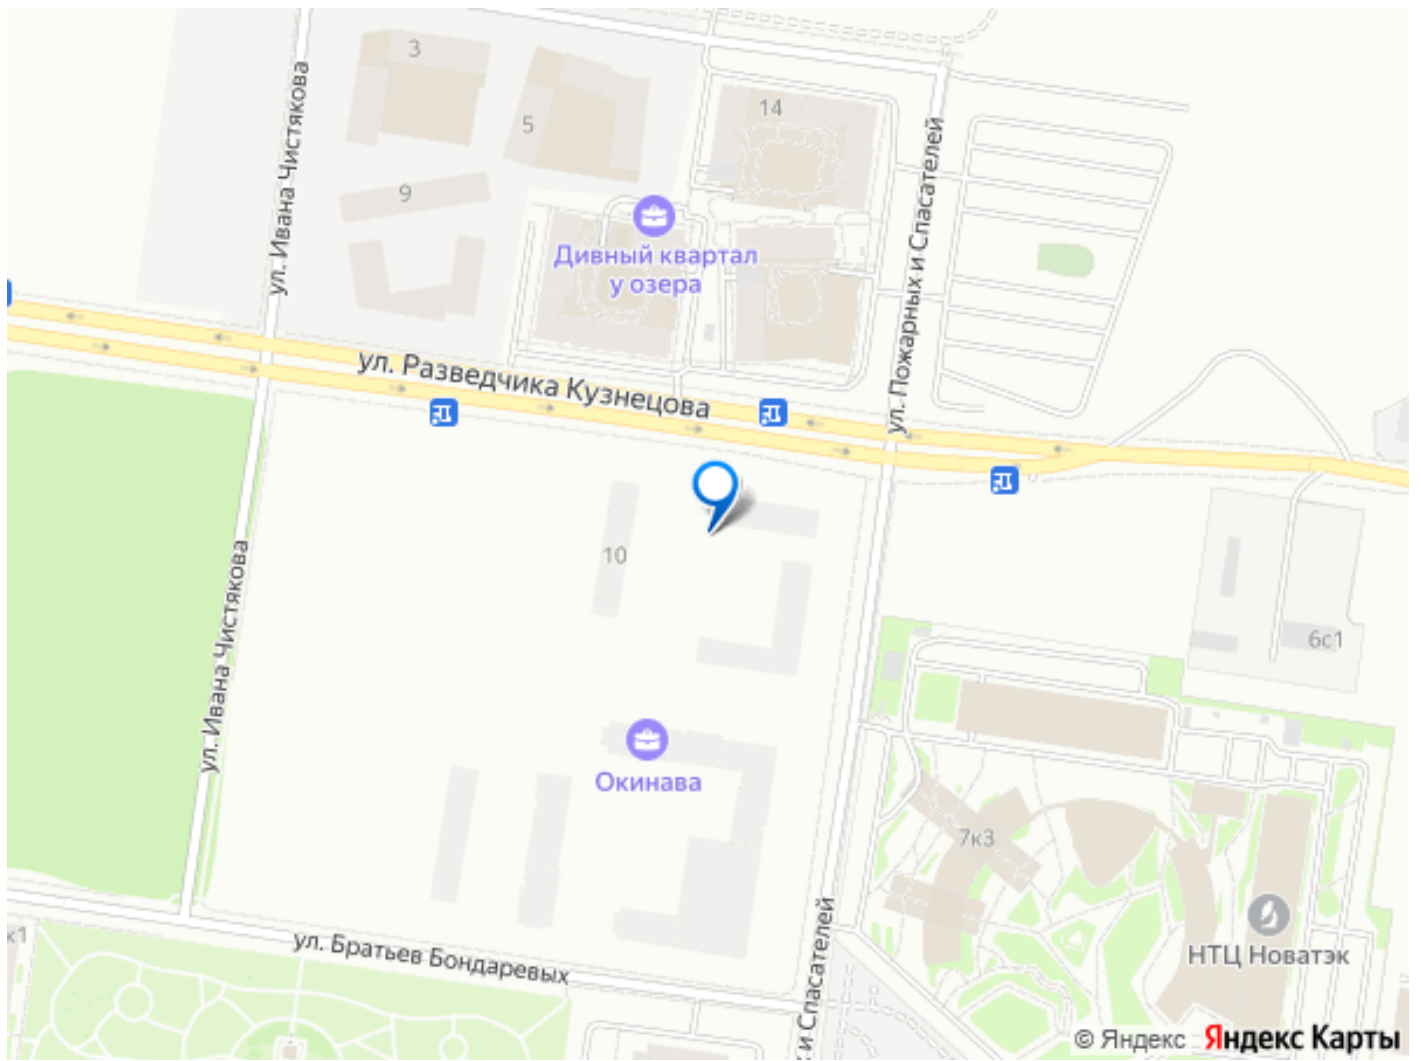 3
14
5
ул. Ивана Чистякова
ул. Пожарных и Спасателей
9
Дивный квартал
у озера
ул. Разведчика Кузнецова
10
6с1
ул. Ивана Чистякова
Окинава
7к3
к1
ул. Братьев Бондаревых
НТЦ Новатэк
х и Спасателей
© Яндекс Яндекс Карты